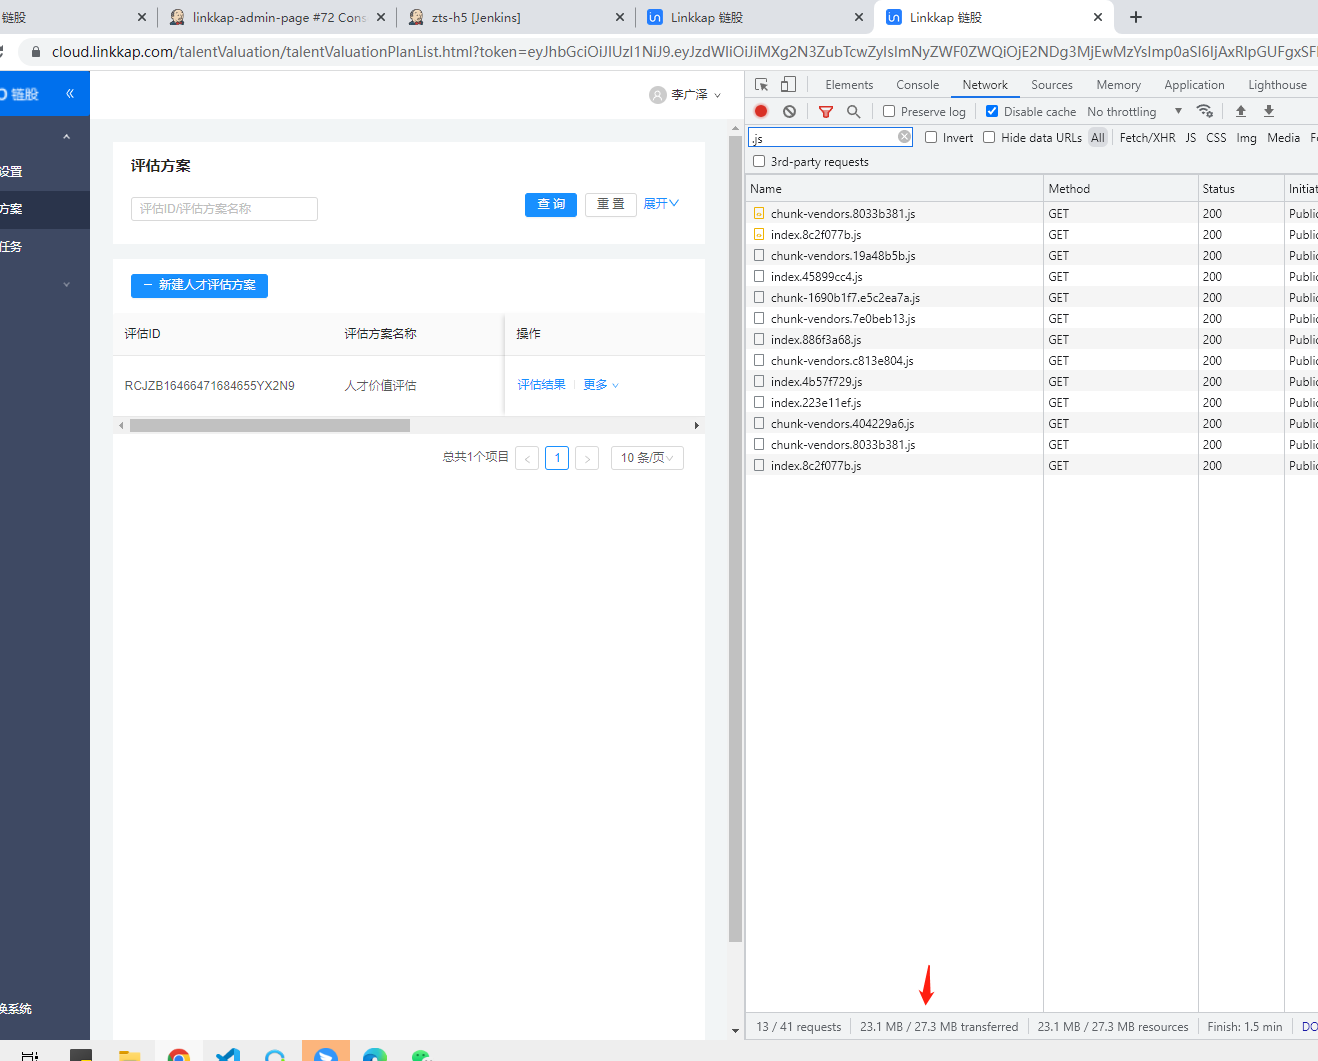 链股
linkkap-admin-page #72 Cons
zts-h5 [Jenkins]
Linkkap 链股
Linkkap 链股
cloud.linkkap.com/talentValuation/talentValuationPlanList.html?token=eyJhbGciOiJIUzI1NiJ9.eyJzdWIiOiJiMXg2N3ZubTcwZyIsImNyZWF0ZWQiOjE2NDg3MjEwMzYsImp0aSI6IjAxRlpGUFgxSFI
链股
设置
方案
任务
换系统
李广泽
评估方案
评估ID/评估方案名称
查 询
重 置
展开
新建人才评估方案
评估ID
评估方案名称
操作
RCJZB16466471684655YX2N9
人才价值评估
评估结果
更多
总共1个项目
1
10 条/页
Elements
Console
Network
Sources
Memory
Application
Lighthouse
Preserve log
Disable cache
No throttling
.js
Invert
Hide data URLs
All
Fetch/XHR
JS
CSS
Img
Media
3rd-party requests
Name Method Status Initiat
chunk-vendors.8033b381.js GET 200 Public
index.8c2f077b.js GET 200 Public
chunk-vendors.19a48b5b.js GET 200 Public
index.45899cc4.js GET 200 Public
chunk-1690b1f7.e5c2ea7a.js GET 200 Public
chunk-vendors.7e0beb13.js GET 200 Public
index.886f3a68.js GET 200 Public
chunk-vendors.c813e804.js GET 200 Public
index.4b57f729.js GET 200 Public
index.223e11ef.js GET 200 Public
chunk-vendors.404229a6.js GET 200 Public
chunk-vendors.8033b381.js GET 200 Public
index.8c2f077b.js GET 200 Public
13 / 41 requests
23.1 MB / 27.3 MB transferred
23.1 MB / 27.3 MB resources
Finish: 1.5 min
DO